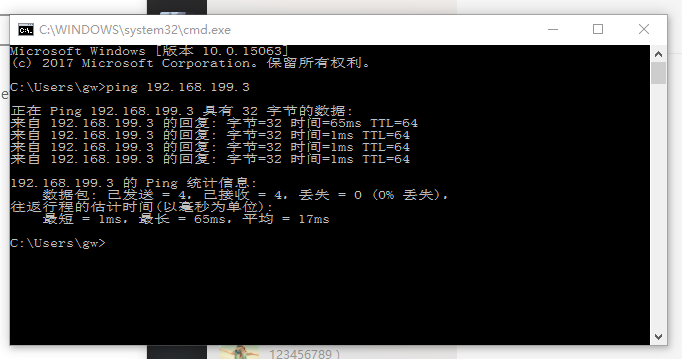 C:\WINDOWS\system32\cmd.exe
Microsoft Windows [版本 10.0.15063]
(c) 2017 Microsoft Corporation。保留所有权利。
C:\Users\gw>ping 192.168.199.3
正在 Ping 192.168.199.3 具有 32 字节的数据:
来自 192.168.199.3 的回复: 字节=32 时间=65ms TTL=64
来自 192.168.199.3 的回复: 字节=32 时间=1ms TTL=64
来自 192.168.199.3 的回复: 字节=32 时间=1ms TTL=64
来自 192.168.199.3 的回复: 字节=32 时间=1ms TTL=64
192.168.199.3 的 Ping 统计信息:
数据包: 已发送 = 4，已接收 = 4，丢失 = 0 (0% 丢失)，
往返行程的估计时间(以毫秒为单位):
最短 = 1ms，最长 = 65ms，平均 = 17ms
C:\Users\gw>
e
123456789 )